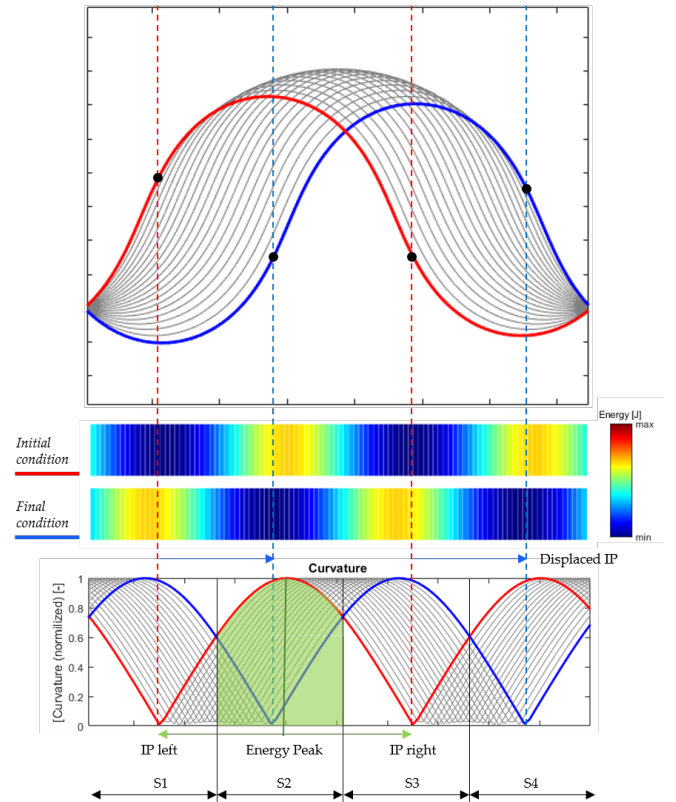 Energy [J]
max
Initial
condition
Final
condition
min
Displaced IP
Curvature
[Curvature (normilized) [-]
1
0.8
0.6
0.4
0.2
0
IP left
Energy Peak
IP right
S1
S2
S3
S4